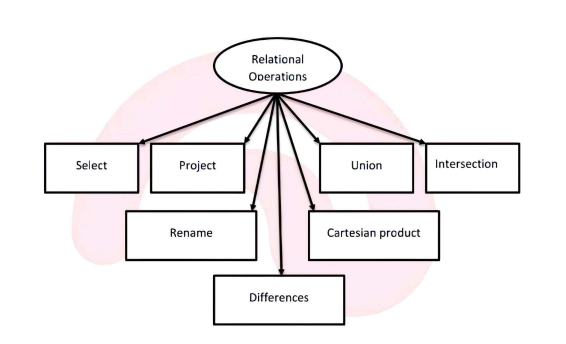 Relational
Operations
Select
Project
Union
Intersection
Rename
Cartesian product
Differences